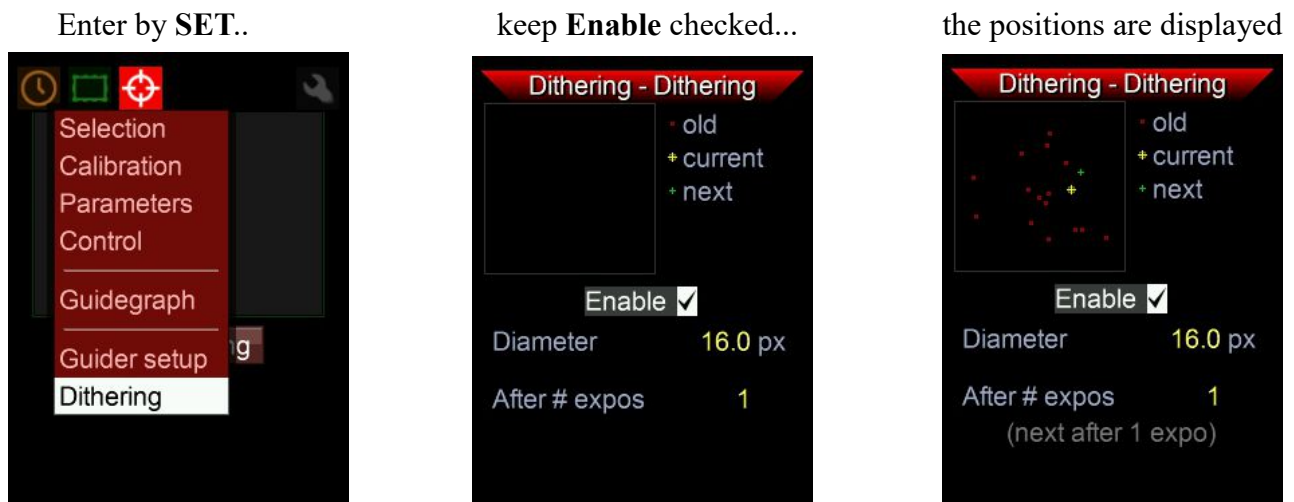 Enter by SET..
Selection
Calibration
Parameters
Control
Guidegraph
Guider setup
g
Dithering
keep Enable checked...
Dithering - Dithering
old
current
next
Enable
Diameter 16.0 px
After # expos 1
the positions are displayed
Dithering - Dithering
old
current
next
Enable
Diameter 16.0 px
After # expos 1
(next after 1 expo)